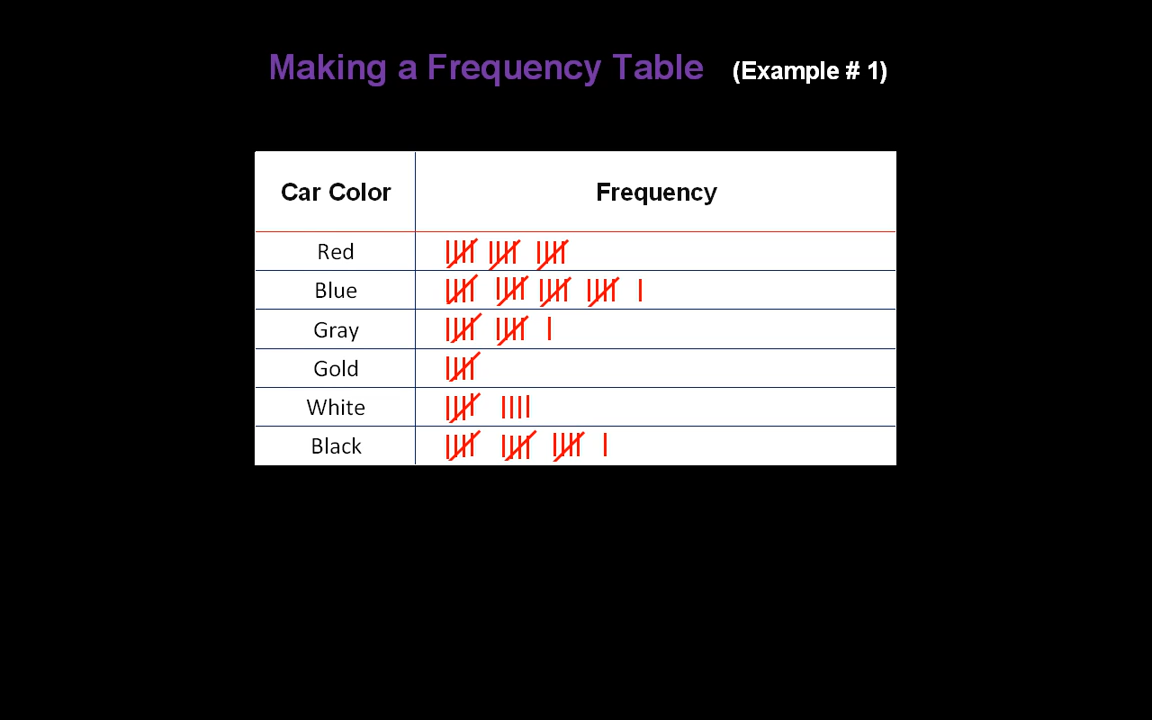 Making a Frequency Table (Example # 1)
Car Color Frequency
Red
Blue
Gray
Gold
White
Black